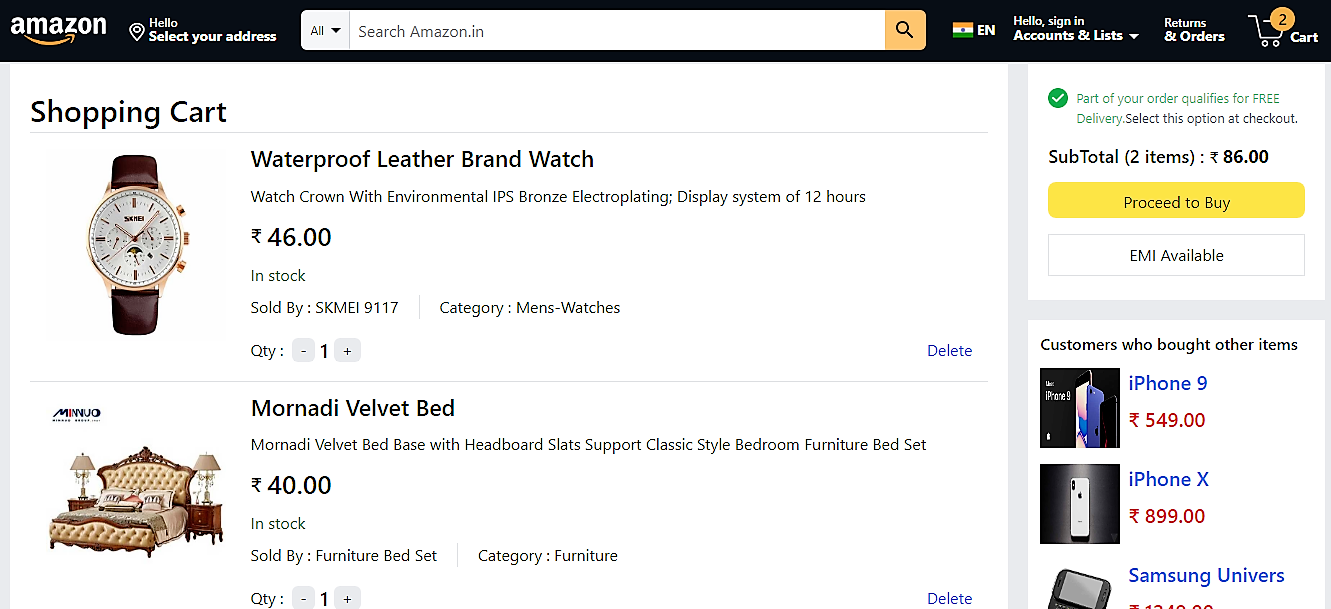 amazon
Hello
Select your address
All
Search Amazon.in
EN
Hello, sign in
Accounts & Lists
Returns
& Orders
2
Cart
Shopping Cart
SKMEI
Waterproof Leather Brand Watch
Watch Crown With Environmental IPS Bronze Electroplating; Display system of 12 hours
₹ 46.00
In stock
Sold By : SKMEI 9117
Category : Mens-Watches
Qty : - 1 +
Delete
MINNUO
Mornadi Velvet Bed
Mornadi Velvet Bed Base with Headboard Slats Support Classic Style Bedroom Furniture Bed Set
₹ 40.00
In stock
Sold By : Furniture Bed Set
Category : Furniture
Qty : - 1 +
Delete
Part of your order qualifies for FREE
Delivery.Select this option at checkout.
SubTotal (2 items) : ₹ 86.00
Proceed to Buy
EMI Available
Customers who bought other items
iPhone 9
iPhone 9
₹ 549.00
iPhone X
₹ 899.00
Samsung Univers
₹ 1249.00